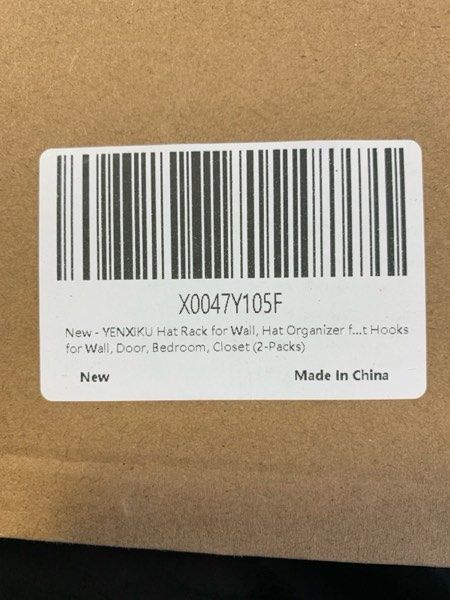 X0047Y105F
New - YENXIKU Hat Rack for Wall, Hat Organizer f...t Hooks
for Wall, Door, Bedroom, Closet (2-Packs)
New Made In China